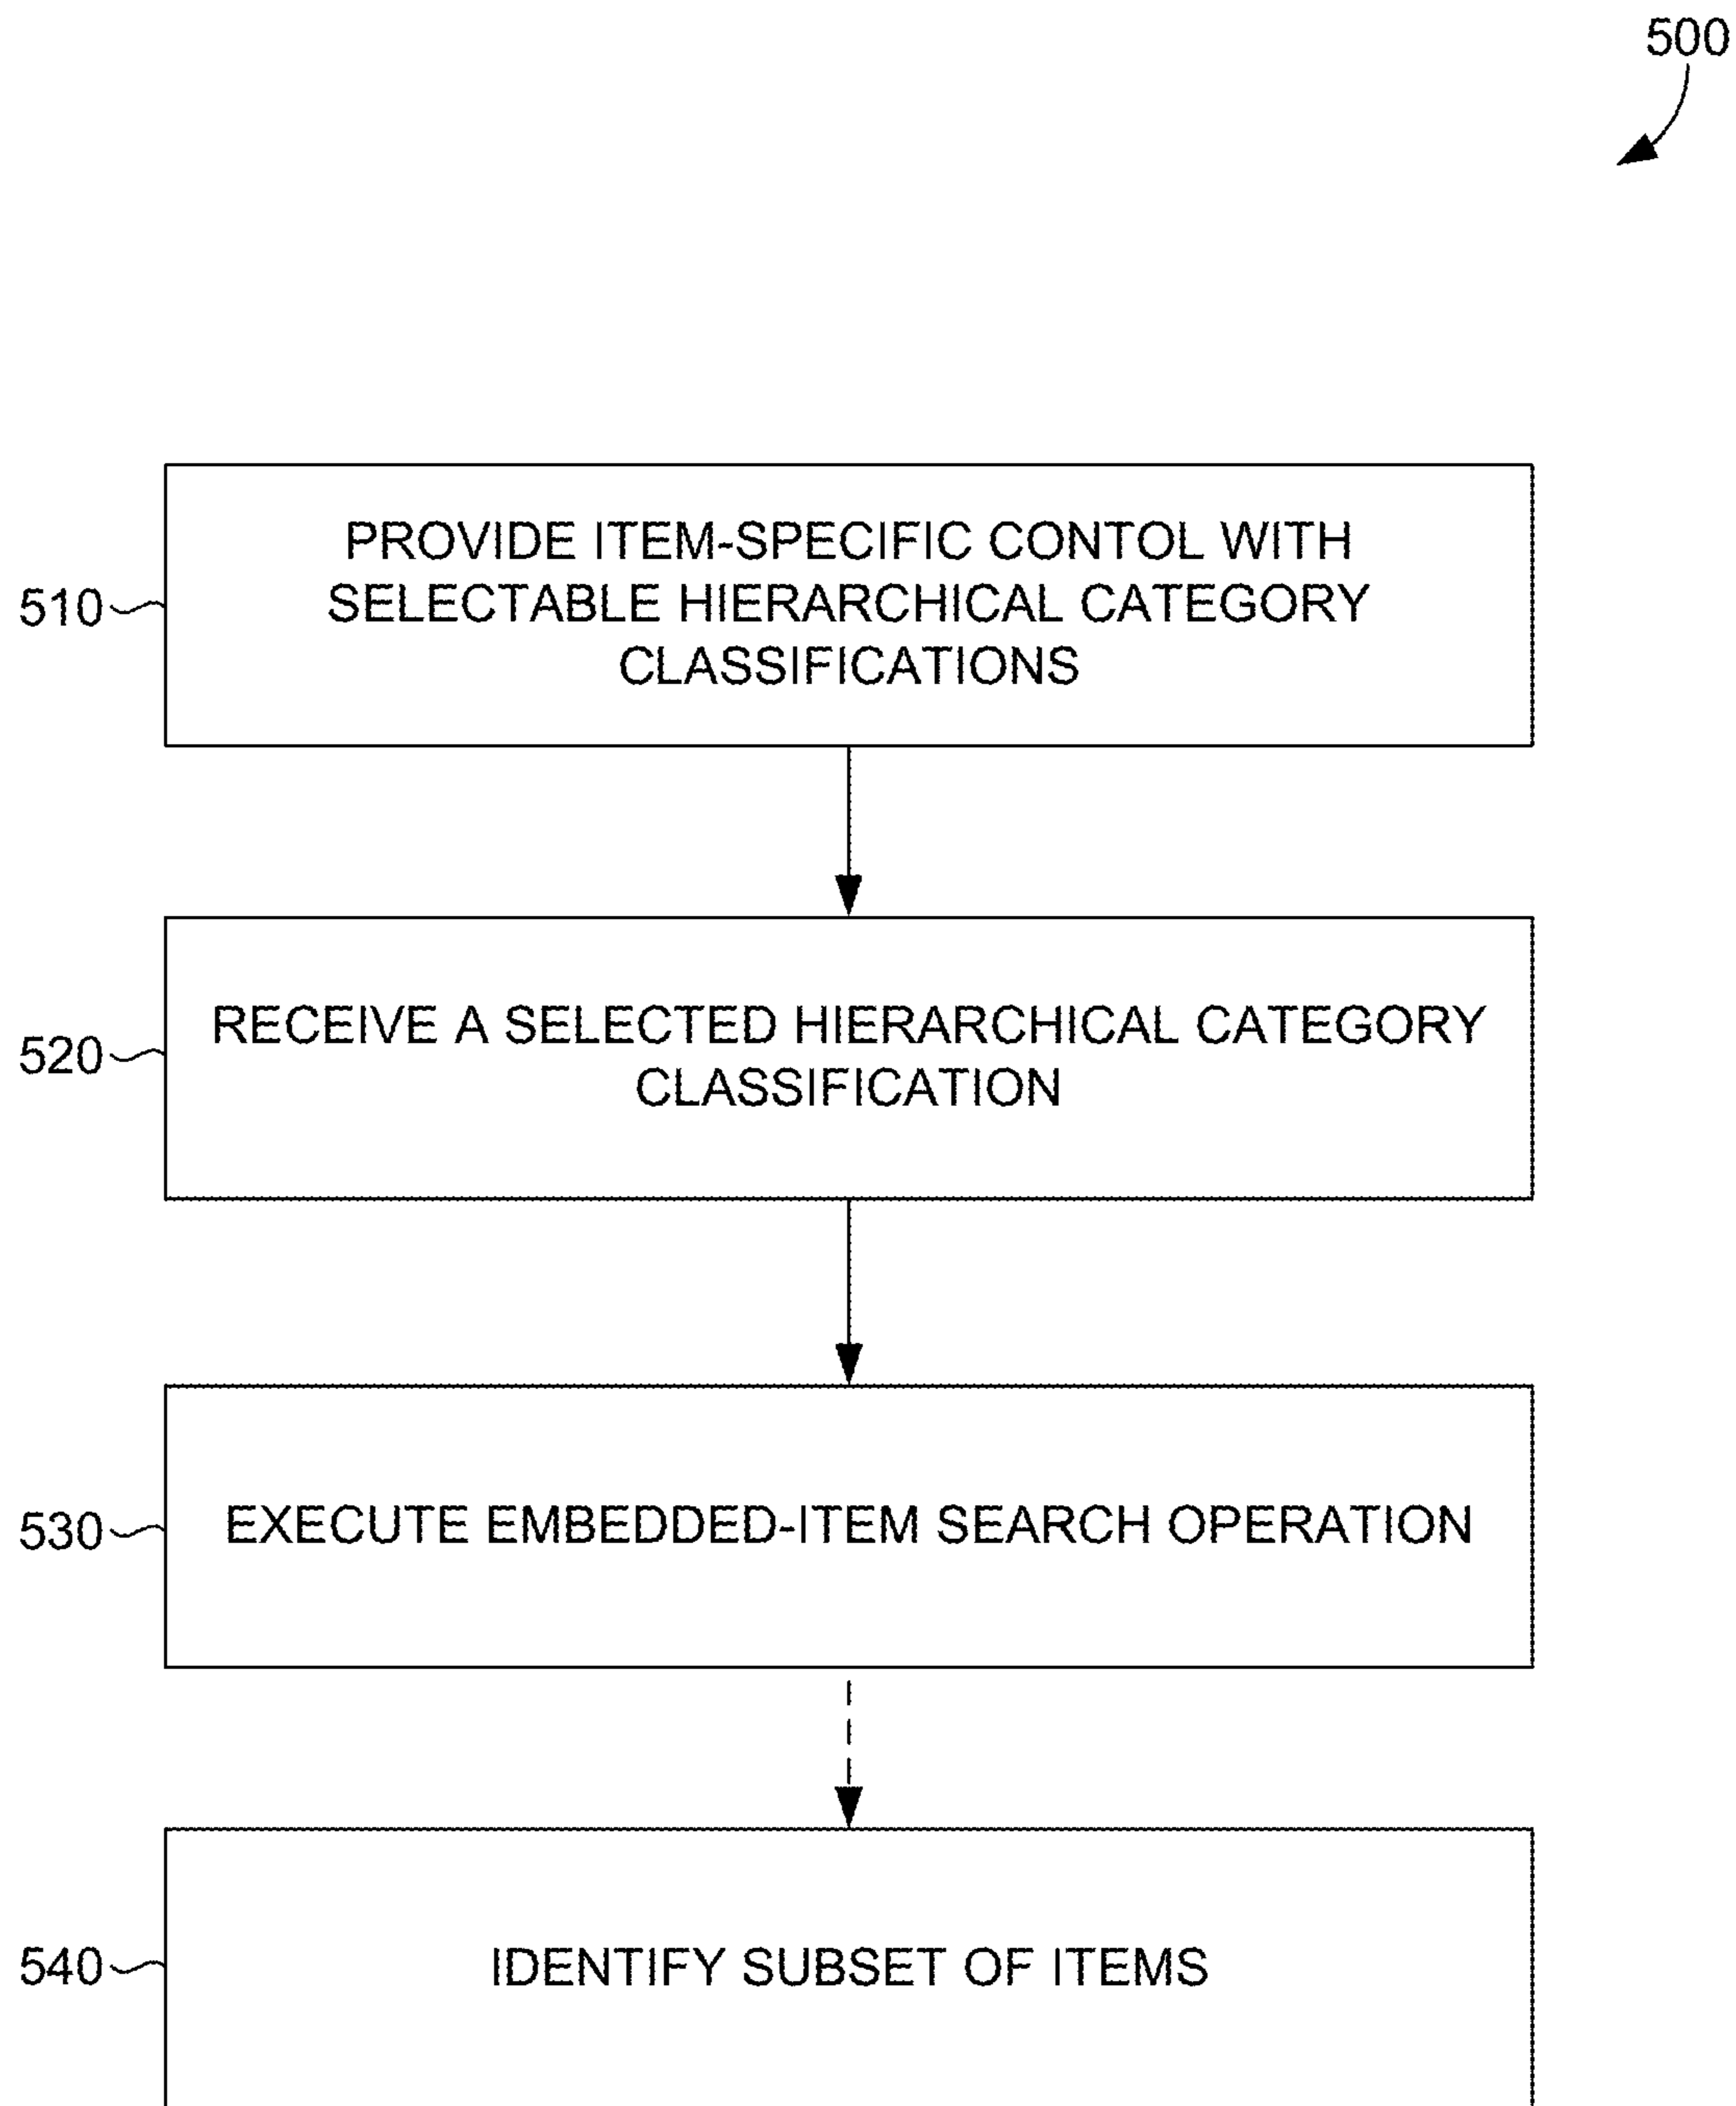 500
510
PROVIDE ITEM-SPECIFIC CONTOL WITH
SELECTABLE HIERARCHICAL CATEGORY
CLASSIFICATIONS
520
RECEIVE A SELECTED HIERARCHICAL CATEGORY
CLASSIFICATION
530
EXECUTE EMBEDDED-ITEM SEARCH OPERATION
540
IDENTIFY SUBSET OF ITEMS